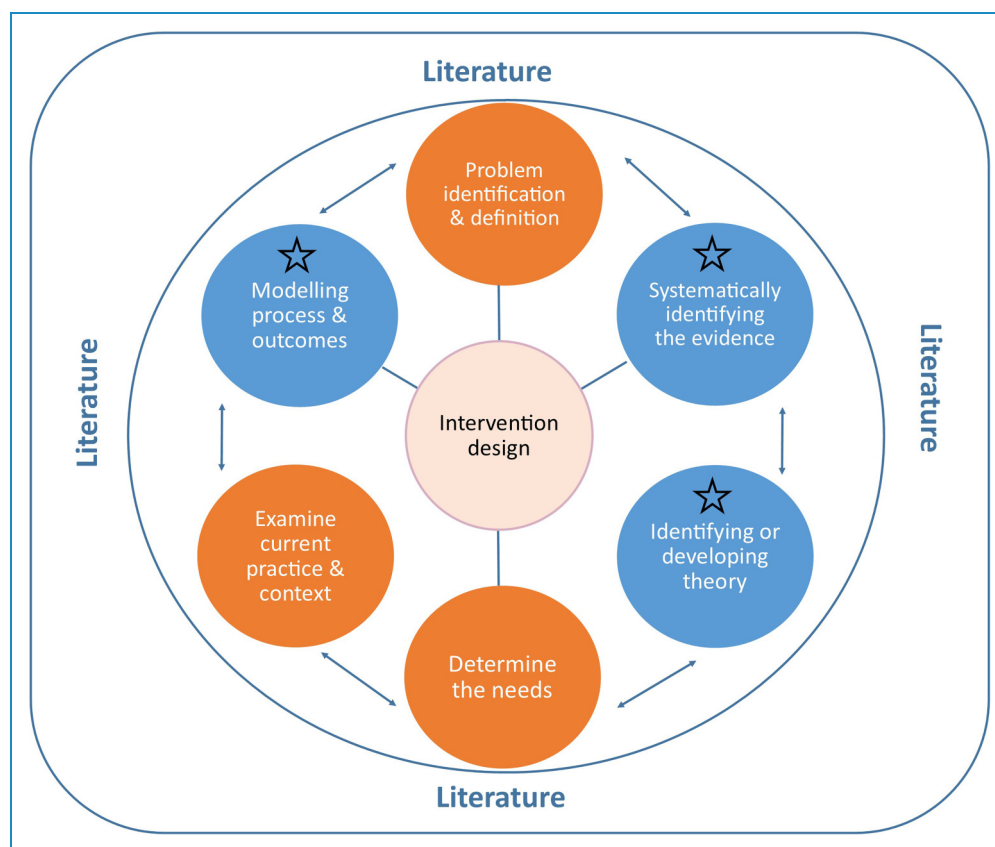 Literature
Problem
identification
& definition
Modelling
process &
outcomes
Systematically
identifying
the evidence
Literature
Literature
Intervention
design
Examine
current
practice &
context
Identifying or
developing
theory
Determine
the needs
Literature